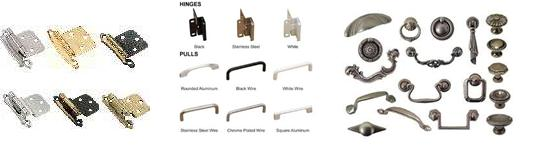 HINGES
Black Stainless Steel White
PULLS
Rounded Aluminum Black Wire White Wire
Stainless Steel Wire Chrome Plated Wire Square Aluminum